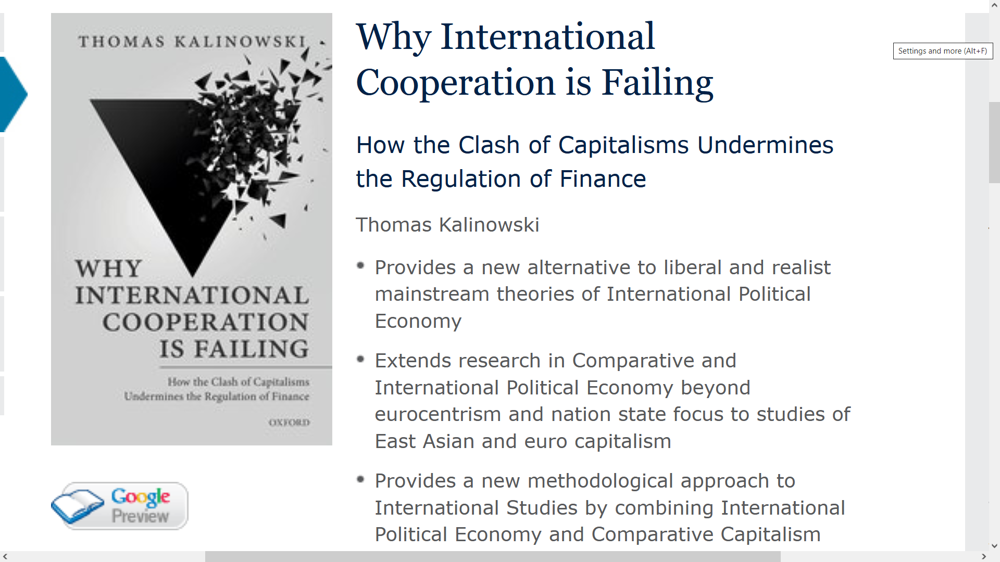 THOMAS KALINOWSKI
WHY
INTERNATIONAL
COOPERATION
IS FAILING
How the Clash of Capitalisms
Undermines the Regulation of Finance
OXFORD
Google
Preview
Why International
Cooperation is Failing
How the Clash of Capitalisms Undermines
the Regulation of Finance
Thomas Kalinowski
• Provides a new alternative to liberal and realist
mainstream theories of International Political
Economy
• Extends research in Comparative and
International Political Economy beyond
eurocentrism and nation state focus to studies of
East Asian and euro capitalism
• Provides a new methodological approach to
International Studies by combining International
Political Economy and Comparative Capitalism
Settings and more (Alt+F)